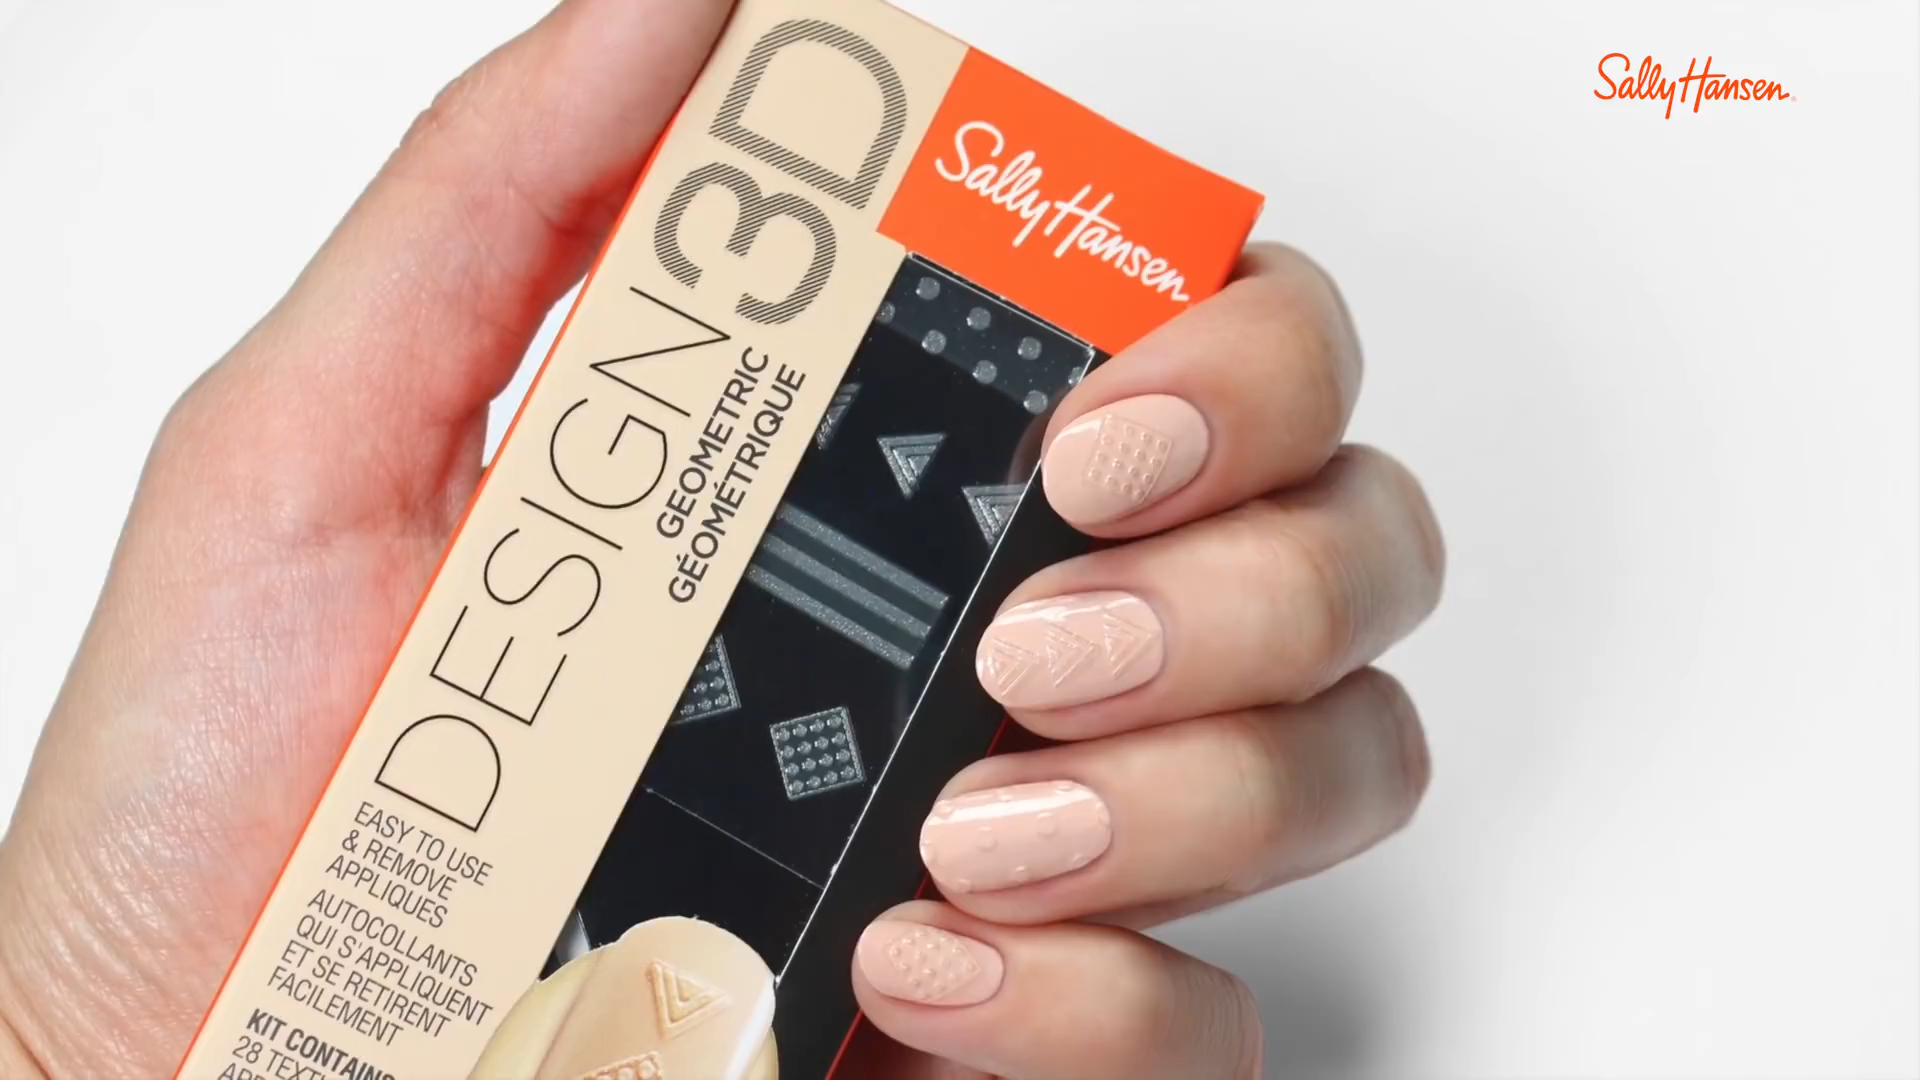 Sally Hansen
Sally Hansen
DESIGN 3D
GEOMETRIC
GÉOMÉTRIQUE
EASY TO USE
& REMOVE
APPLIQUES
AUTOCOLLANTS
QUI S'APPLIQUENT
ET SE RETIRENT
FACILEMENT
KIT CONTAINS
28